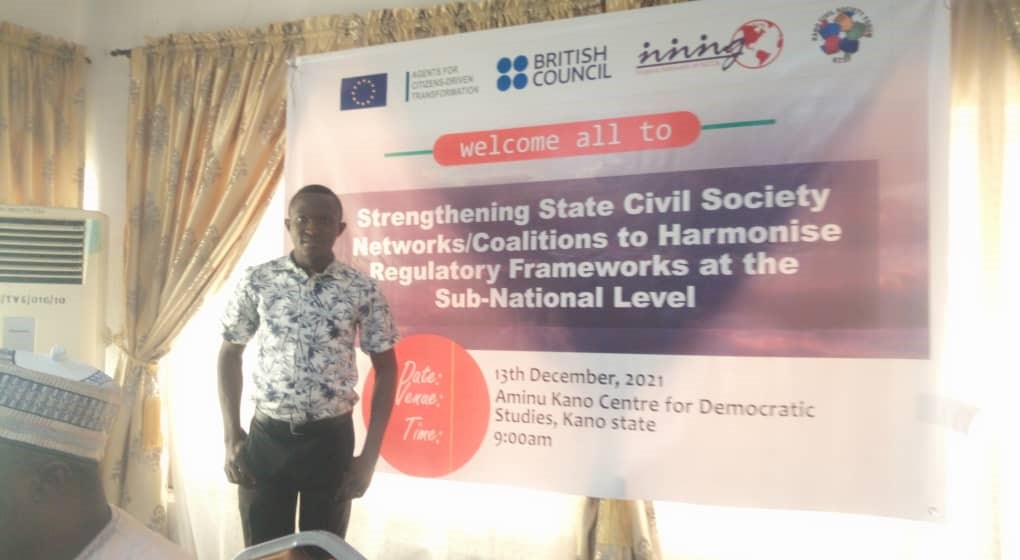 AGENTS FOR
CITIZENS-DRIVEN
TRANSFORMATION
BRITISH
COUNCIL
nnng
welcome all to
Strengthening State Civil Society
Networks/Coalitions to Harmonise
Regulatory Frameworks at the
Sub-National Level
Date:
Venue:
Time:
13th December, 2021
Aminu Kano Centre for Democratic
Studies, Kano state
9:00am